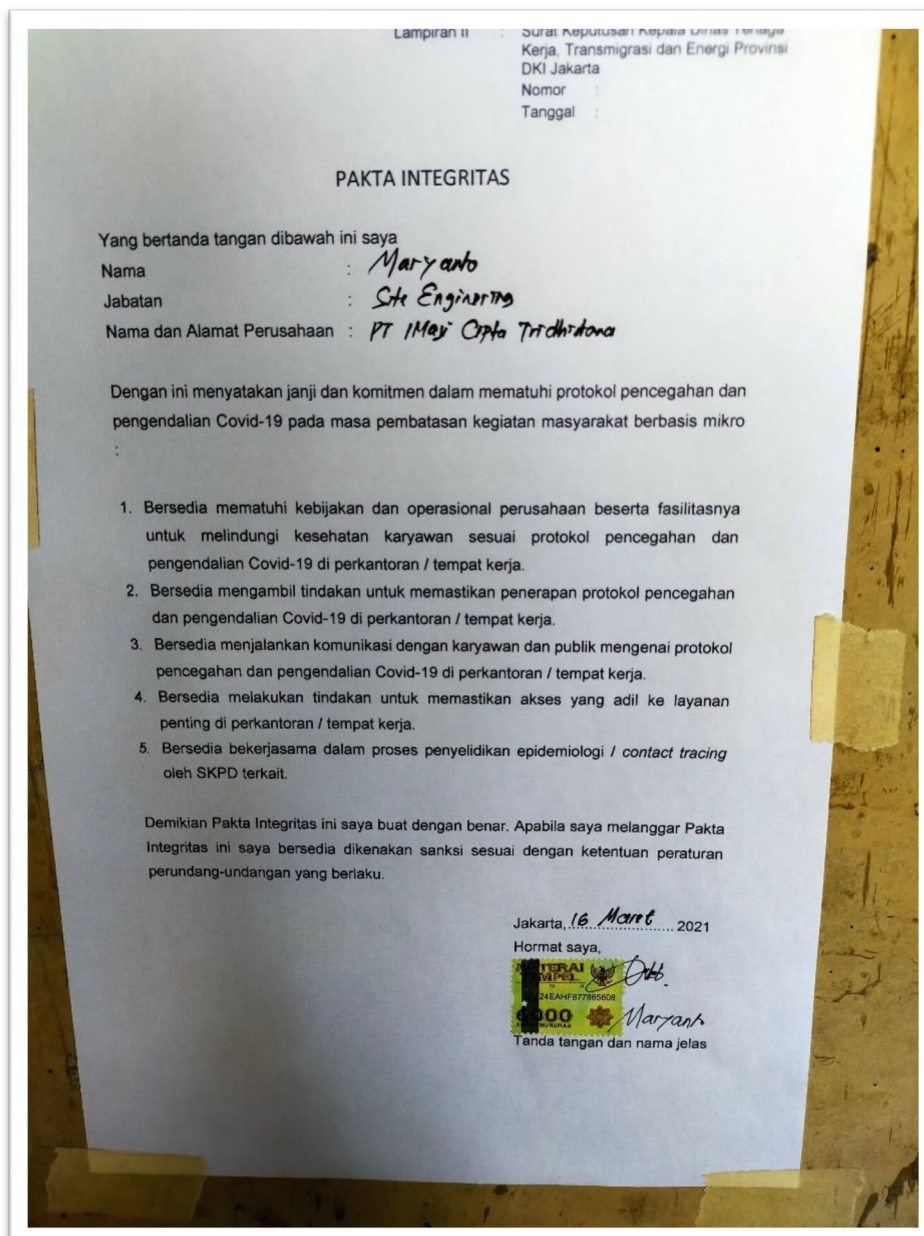 Lampiran II : Surat Keputusan Kepala Dinas Tenaga
Kerja, Transmigrasi dan Energi Provinsi
DKI Jakarta
Nomor :
Tanggal :
PAKTA INTEGRITAS
Yang bertanda tangan dibawah ini saya
Nama : Maryanto
Jabatan : Site Enginering
Nama dan Alamat Perusahaan : PT IMaji Cipta
Dengan ini menyatakan janji dan komitmen dalam mematuhi protokol pencegahan dan
pengendalian Covid-19 pada masa pembatasan kegiatan masyarakat berbasis mikro
:
1. Bersedia mematuhi kebijakan dan operasional perusahaan beserta fasilitasnya
untuk melindungi kesehatan karyawan sesuai protokol pencegahan dan
pengendalian Covid-19 di perkantoran / tempat kerja.
2. Bersedia mengambil tindakan untuk memastikan penerapan protokol pencegahan
dan pengendalian Covid-19 di perkantoran / tempat kerja.
3. Bersedia menjalankan komunikasi dengan karyawan dan publik mengenai protokol
pencegahan dan pengendalian Covid-19 di perkantoran / tempat kerja.
4. Bersedia melakukan tindakan untuk memastikan akses yang adil ke layanan
penting di perkantoran / tempat kerja.
5. Bersedia bekerjasama dalam proses penyelidikan epidemiologi / contact tracing
oleh SKPD terkait.
Demikian Pakta Integritas ini saya buat dengan benar. Apabila saya melanggar Pakta
Integritas ini saya bersedia dikenakan sanksi sesuai dengan ketentuan peraturan
perundang-undangan yang berlaku.
Jakarta, 16 Maret 2021
Hormat saya,
24EAHF877865608
Maryanto
Tanda tangan dan nama jelas